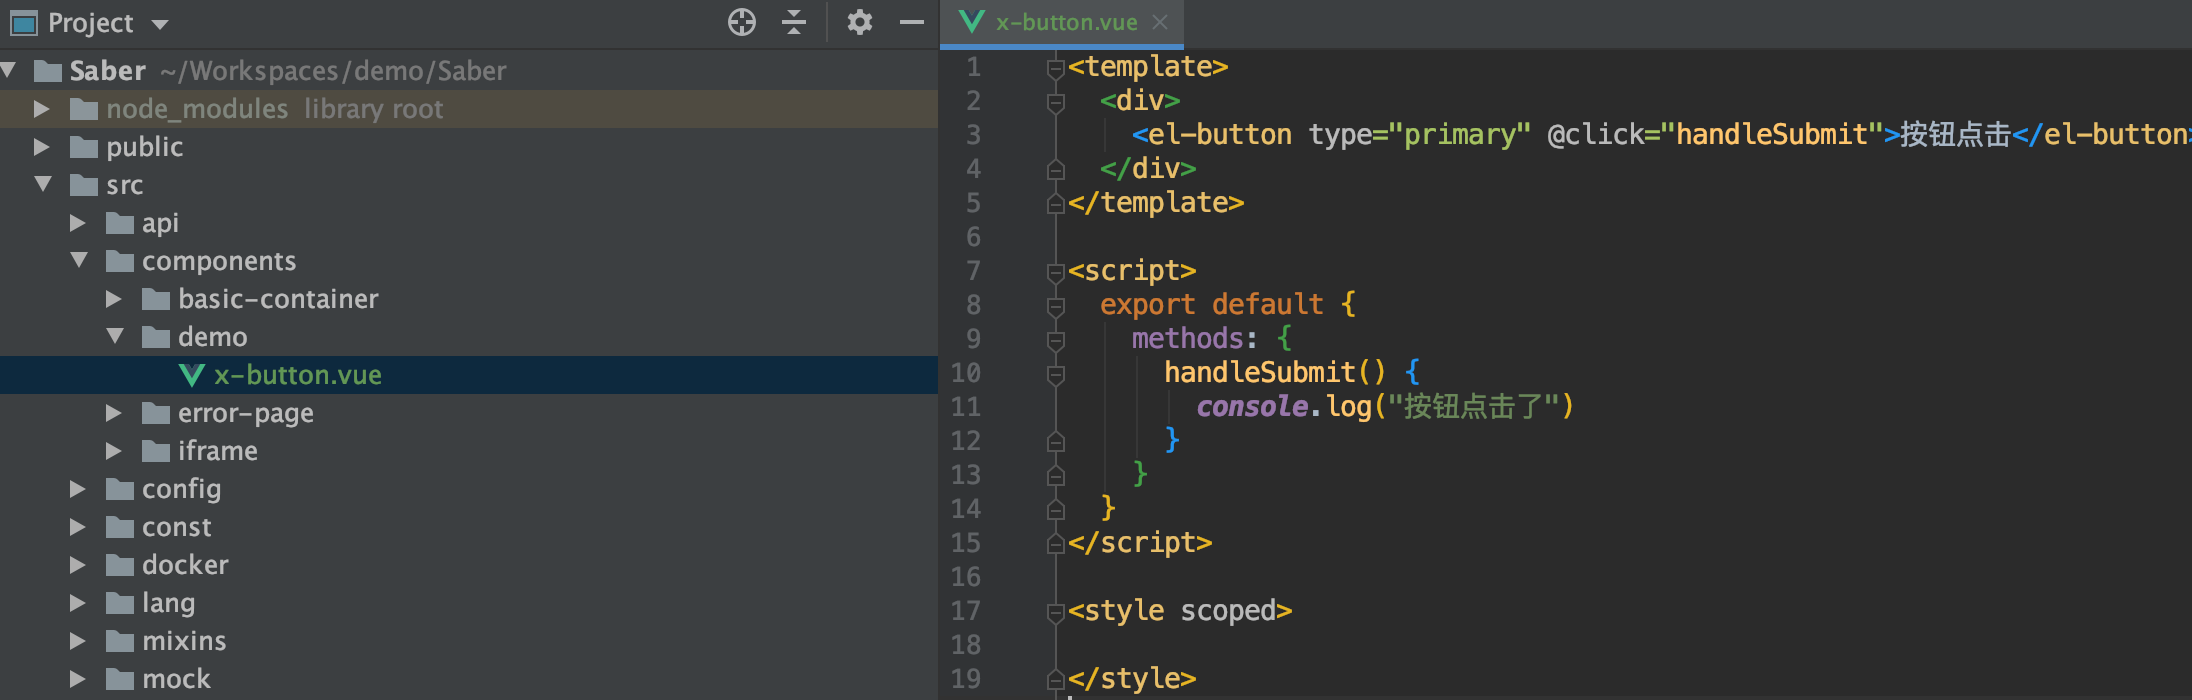 Project
Saber ~/Workspaces/demo/Saber
node_modules library root
public
src
api
components
basic-container
demo
x-button.vue
error-page
iframe
config
const
docker
lang
mixins
mock
x-button.vue
1 <template>
2 <div>
3 <el-button type="primary" @click="handleSubmit">按钮点击</el-button>
4 </div>
5 </template>
6
7 <script>
8 export default {
9 methods: {
10 handleSubmit() {
11 console.log("按钮点击了")
12 }
13 }
14 }
15 </script>
16
17 <style scoped>
18
19 </style>